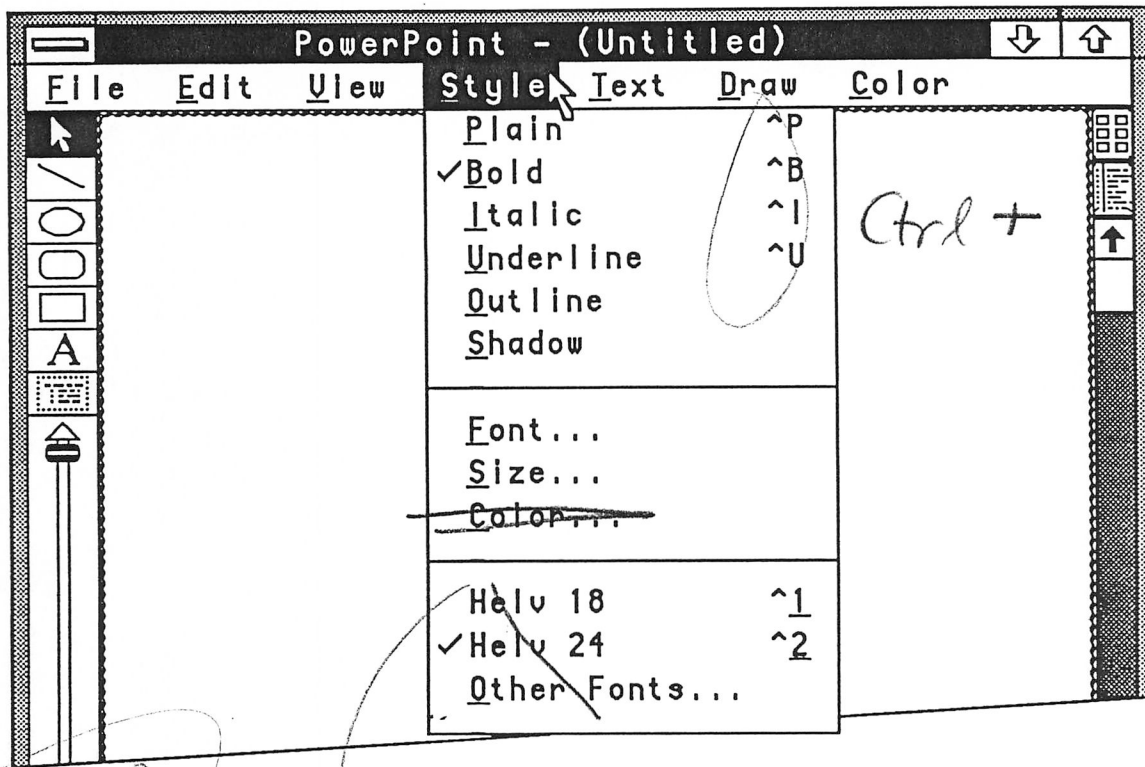 PowerPoint - (Untitled)
File Edit View Style Text Draw Color
Plain ^P
✓Bold ^B
Italic ^I
Underline ^U
Outline
Shadow
Ctrl +
A
Font...
Size...
Color...
Helv 18 ^1
✓Helv 24 ^2
Other Fonts...